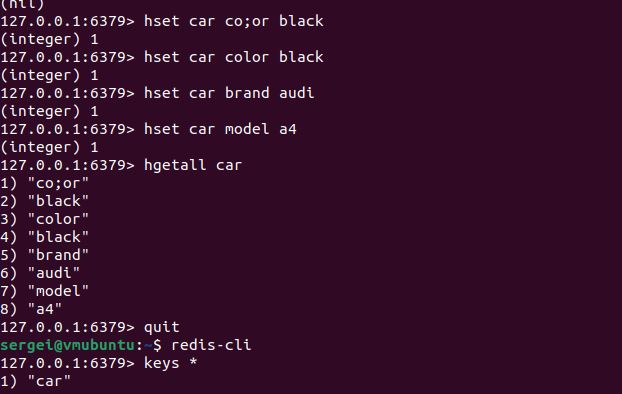 (nil)
127.0.0.1:6379> hset car co;or black
(integer) 1
127.0.0.1:6379> hset car color black
(integer) 1
127.0.0.1:6379> hset car brand audi
(integer) 1
127.0.0.1:6379> hset car model a4
(integer) 1
127.0.0.1:6379> hgetall car
1) "co;or"
2) "black"
3) "color"
4) "black"
5) "brand"
6) "audi"
7) "model"
8) "a4"
127.0.0.1:6379> quit
sergei@vmubuntu:~$ redis-cli
127.0.0.1:6379> keys *
1) "car"